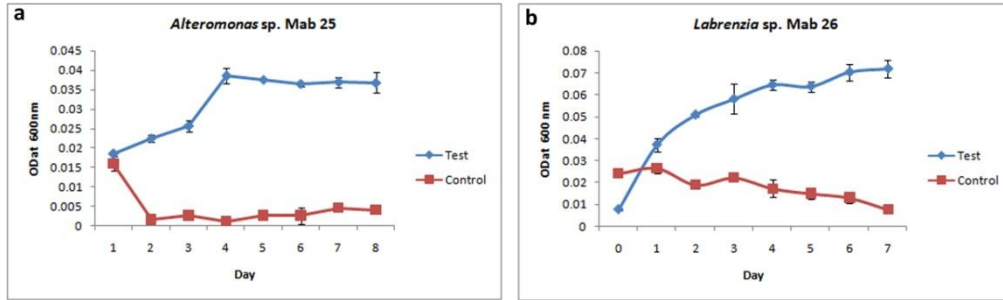 a
Alteromonas sp. Mab 25
0.045
0.04
0.035
0.03
0.025
0.02
0.015
0.01
0.005
0
ODat 600nm
1 2 3 4 5 6 7 8
Day
Test
Control
b
Labrenzia sp. Mab 26
0.08
0.07
0.06
0.05
0.04
0.03
0.02
0.01
0
ODat 600 nm
0 1 2 3 4 5 6 7
Day
Test
Control